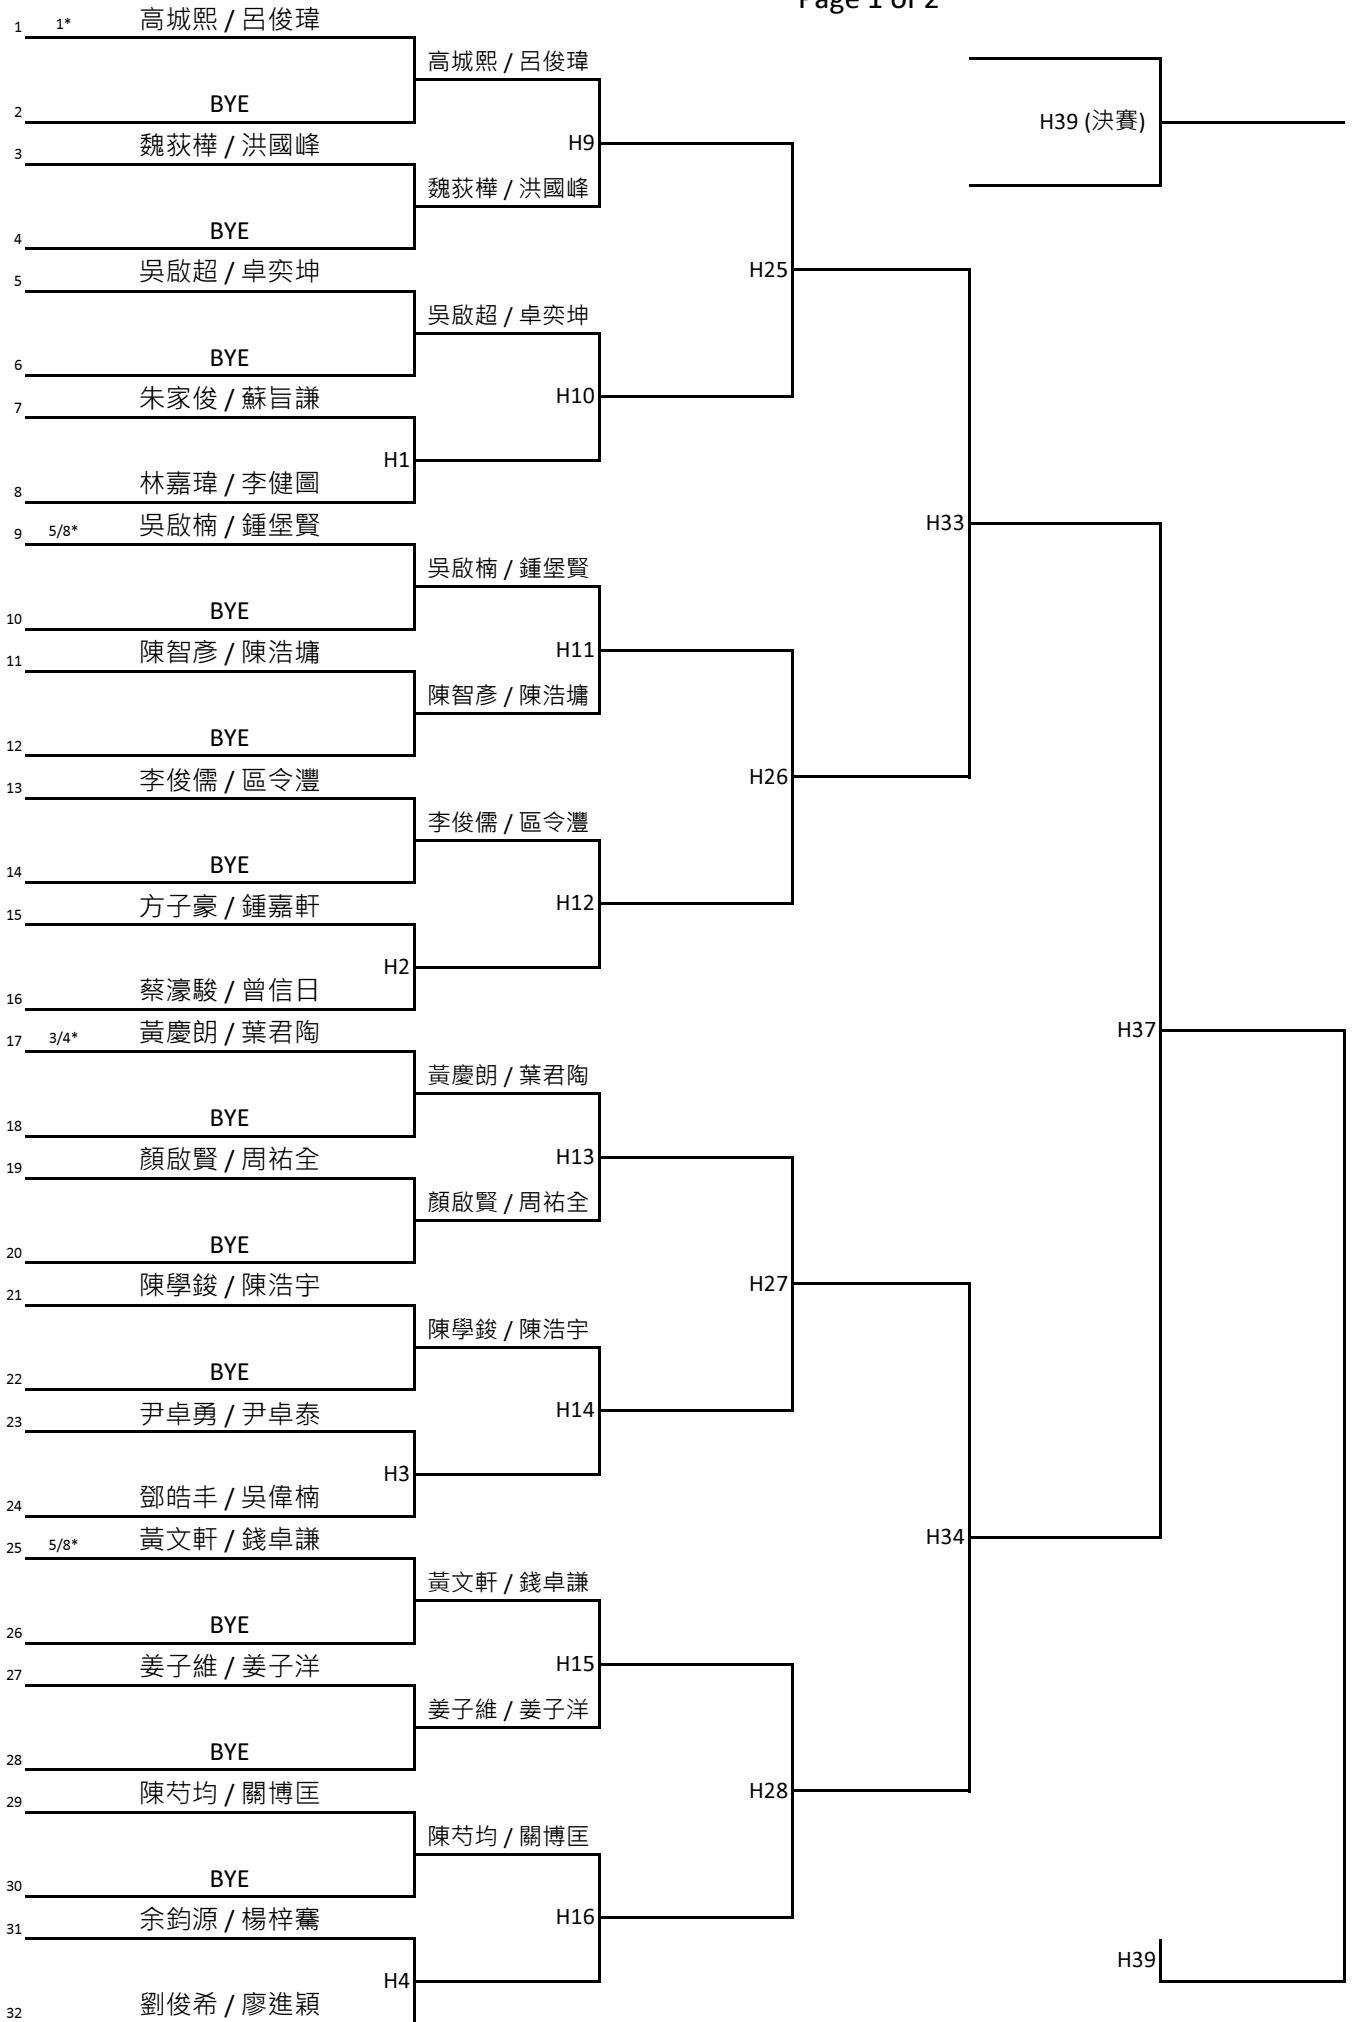 Page 1 of 2
1 1* 高城熙 / 呂俊瑋
高城熙 / 呂俊瑋
2 BYE
H39 (決賽)
3 魏荻樺 / 洪國峰
H9
魏荻樺 / 洪國峰
4 BYE
5 吳啟超 / 卓奕坤
H25
吳啟超 / 卓奕坤
6 BYE
7 朱家俊 / 蘇旨謙
H10
H1
8 林嘉瑋 / 李健圖
9 5/8* 吳啟楠 / 鍾堡賢
H33
吳啟楠 / 鍾堡賢
10 BYE
11 陳智彥 / 陳浩墉
H11
陳智彥 / 陳浩墉
12 BYE
13 李俊儒 / 區令灃
H26
李俊儒 / 區令灃
14 BYE
15 方子豪 / 鍾嘉軒
H12
H2
16 蔡濠駿 / 曾信日
17 3/4* 黃慶朗 / 葉君陶
H37
黃慶朗 / 葉君陶
18 BYE
19 顏啟賢 / 周祐全
H13
顏啟賢 / 周祐全
20 BYE
21 陳學鋑 / 陳浩宇
H27
陳學鋑 / 陳浩宇
22 BYE
23 尹卓勇 / 尹卓泰
H14
H3
24 鄧皓丰 / 吳偉楠
25 5/8* 黃文軒 / 錢卓謙
H34
黃文軒 / 錢卓謙
26 BYE
27 姜子維 / 姜子洋
H15
姜子維 / 姜子洋
28 BYE
29 陳芍均 / 關博匡
H28
陳芍均 / 關博匡
30 BYE
31 余鈞源 / 楊梓騫
H16
H39
H4
32 劉俊希 / 廖進穎